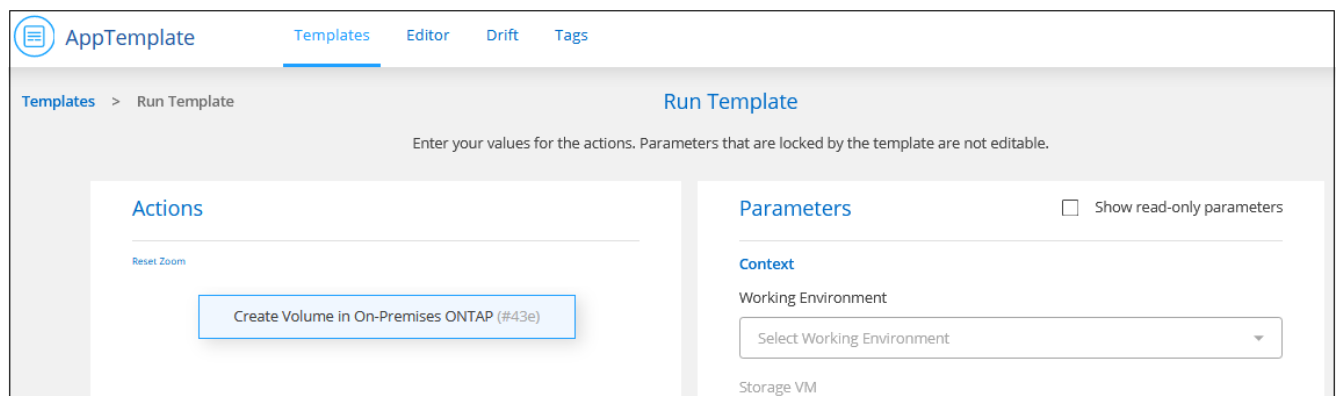 AppTemplate Templates Editor Drift Tags
Templates > Run Template
Run Template
Enter your values for the actions. Parameters that are locked by the template are not editable.
Actions
Reset Zoom
Create Volume in On-Premises ONTAP (#43e)
Parameters
Show read-only parameters
Context
Working Environment
Select Working Environment
Storage VM